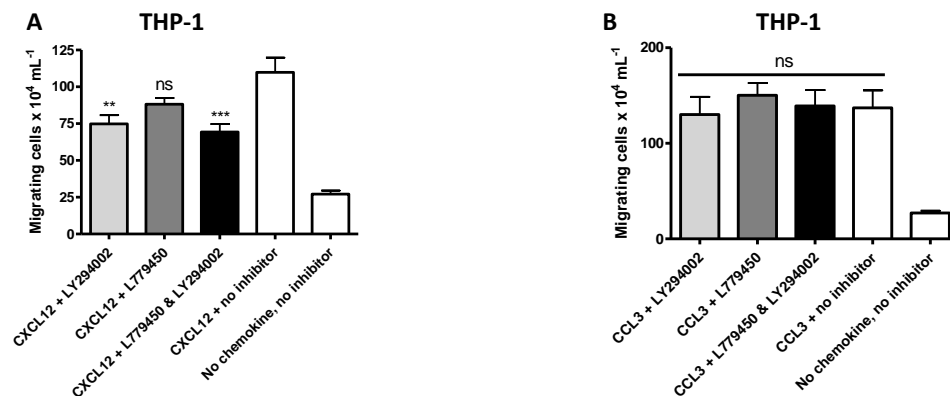 A
THP-1
Migrating cells x 10⁴ mL⁻¹
125
100
75
50
25
0
**
ns
***
CXCL12 + LY294002
CXCL12 + L779450
CXCL12 + L779450 & LY294002
CXCL12 + no inhibitor
No chemokine, no inhibitor
B
THP-1
Migrating cells x 10⁴ mL⁻¹
200
150
100
50
0
ns
CCL3 + LY294002
CCL3 + L779450
CCL3 + L779450 & LY294002
CCL3 + no inhibitor
No chemokine, no inhibitor